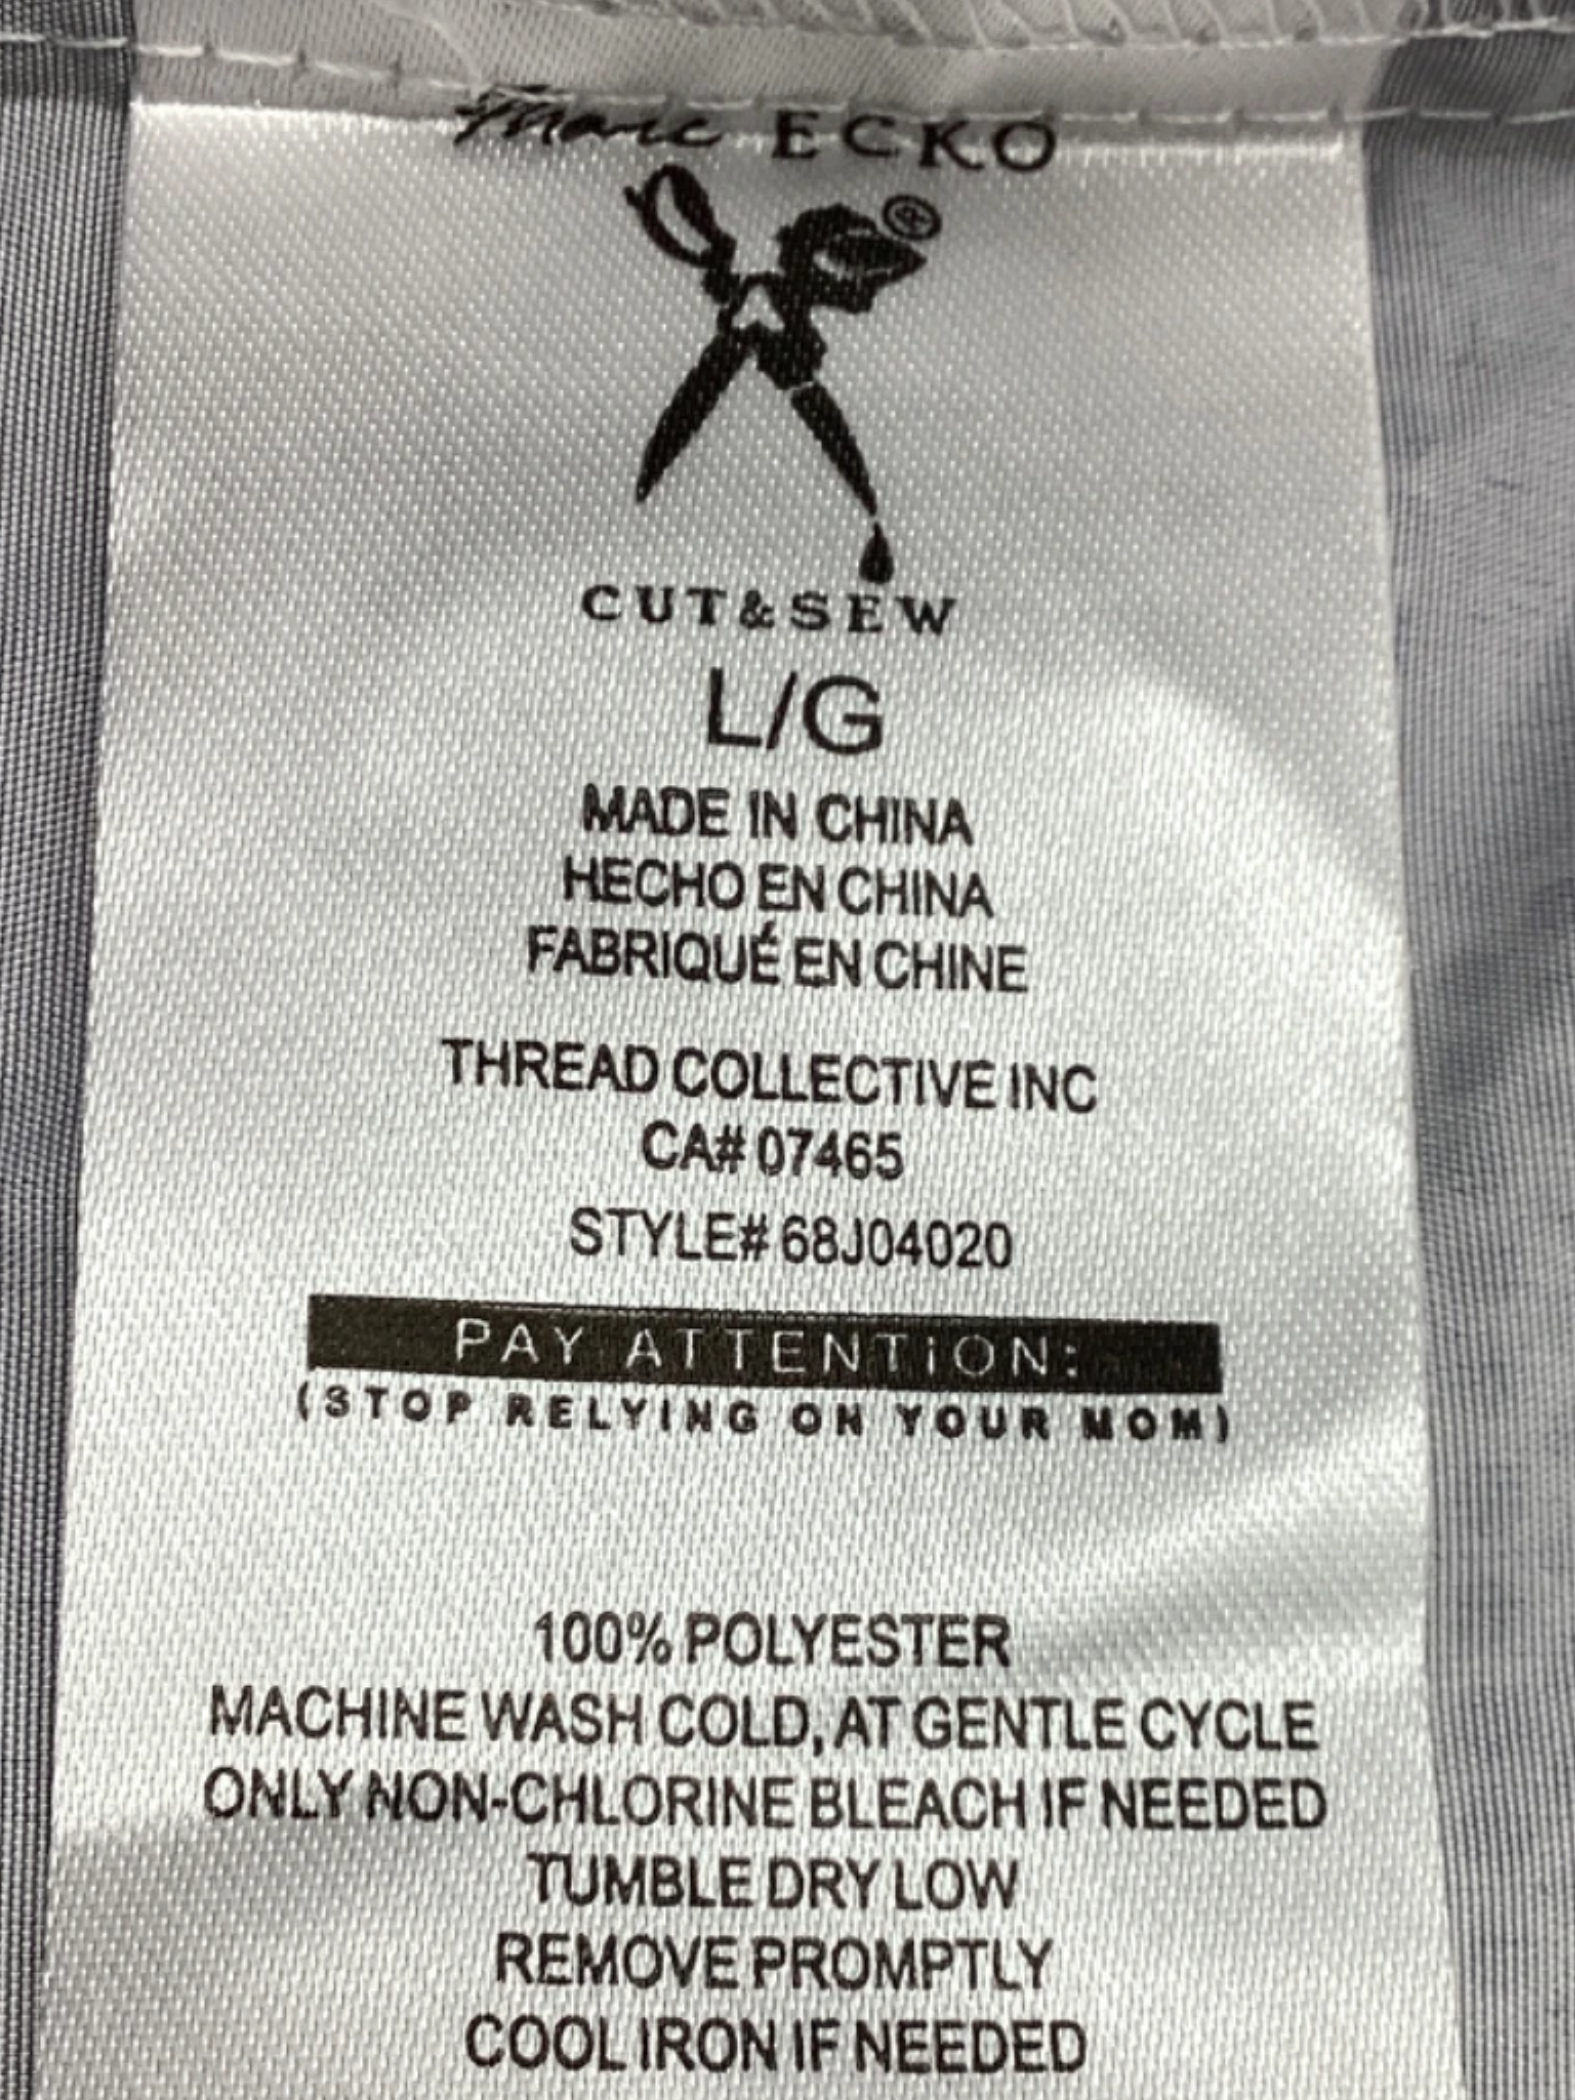 Marc ECKO
®
CUT&SEW
L/G
MADE IN CHINA
HECHO EN CHINA
FABRIQUÉ EN CHINE
THREAD COLLECTIVE INC
CA# 07465
STYLE# 68J04020
PAY ATTENTION:
(STOP RELYING ON YOUR MOM)
100% POLYESTER
MACHINE WASH COLD, AT GENTLE CYCLE
ONLY NON-CHLORINE BLEACH IF NEEDED
TUMBLE DRY LOW
REMOVE PROMPTLY
COOL IRON IF NEEDED